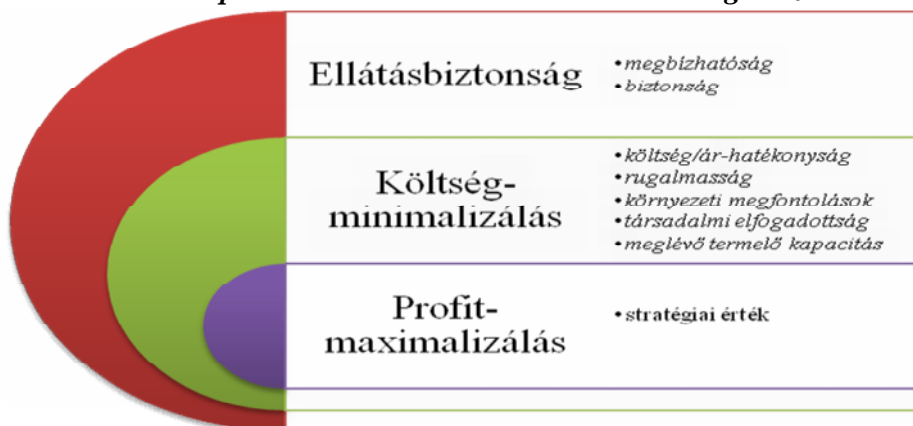 Ellátásbiztonság
•megbízhatóság
•biztonság
Költség-
minimalizálás
•költség/ár-hatékonyság
•rugalmasság
•környezeti megfontolások
•társadalmi elfogadottság
•meglévő termelő kapacitás
Profit-
maximalizálás
•stratégiai érték